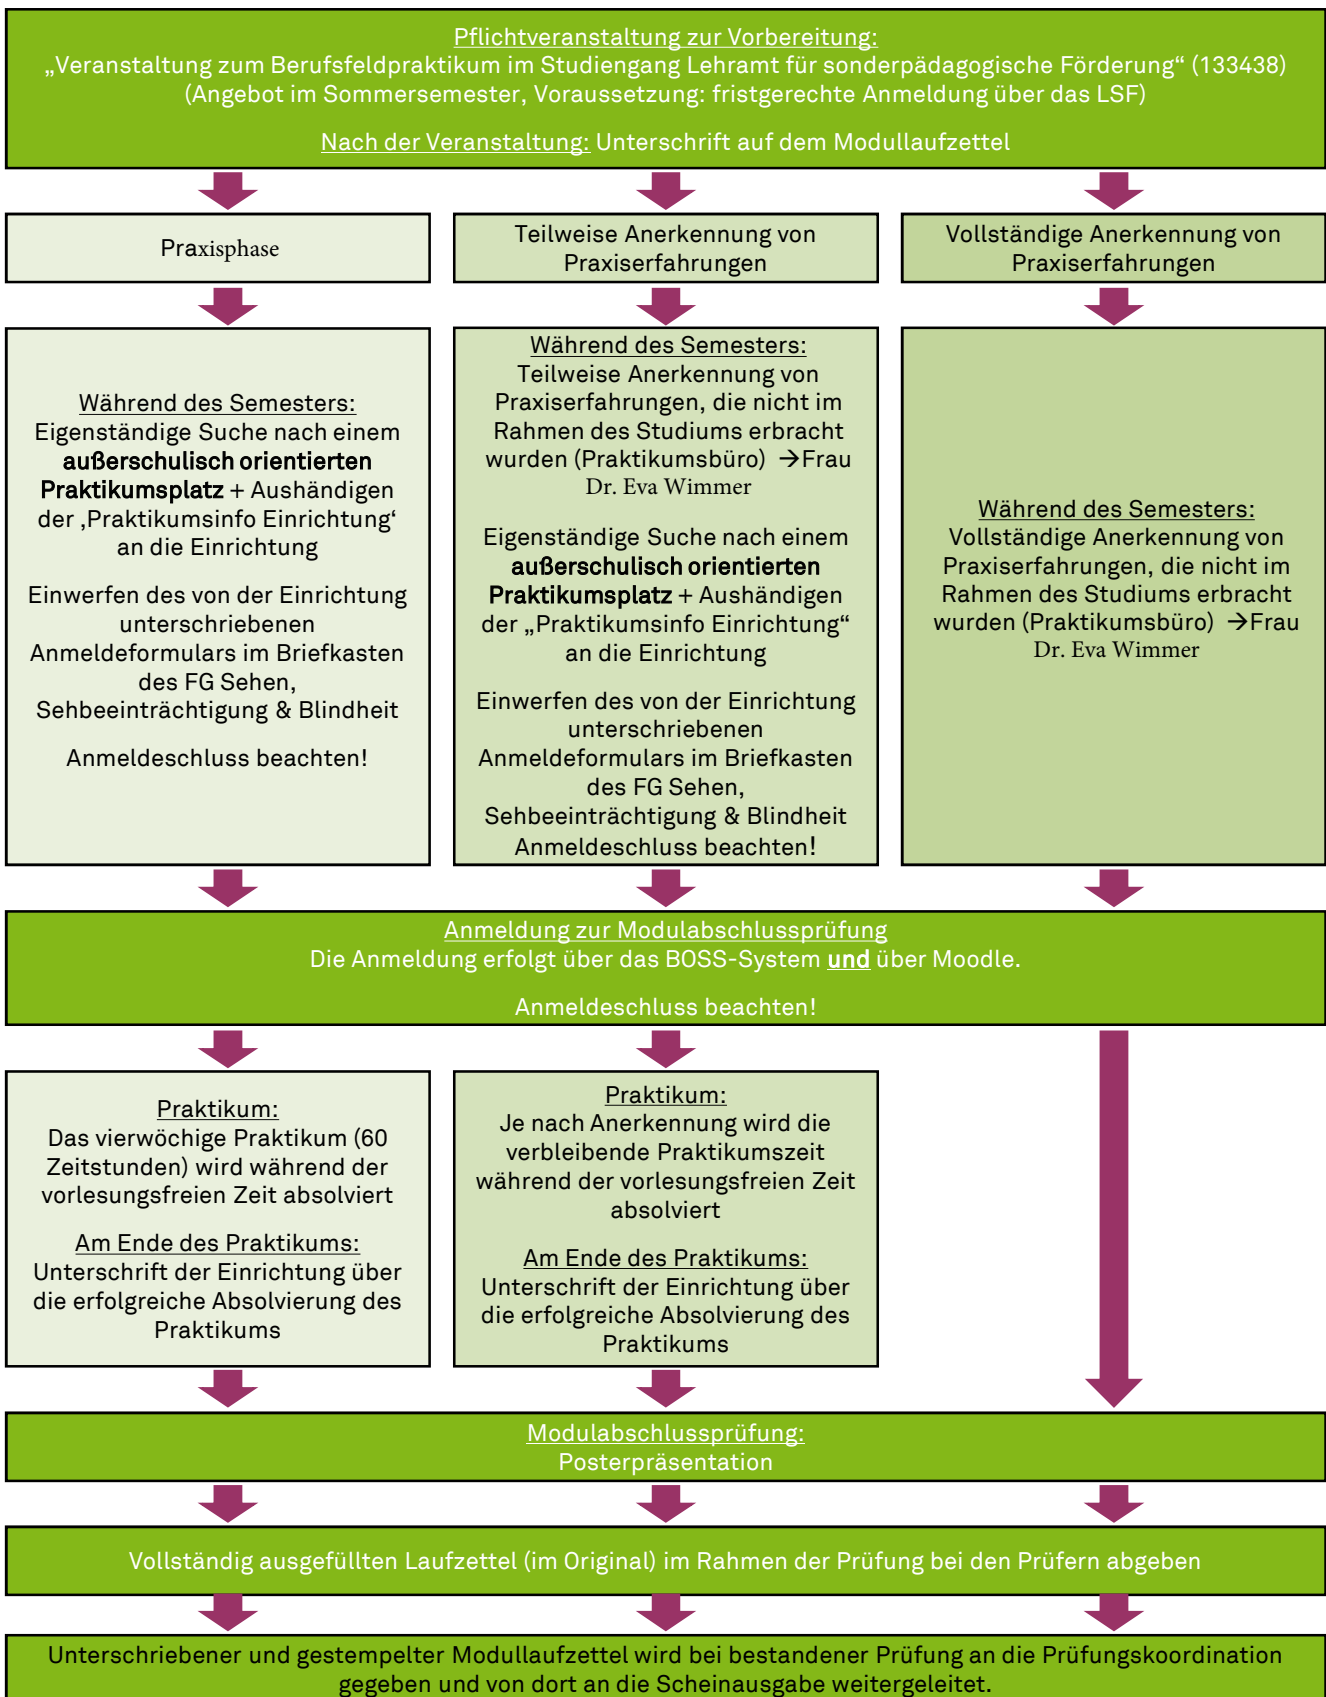 Pflichtveranstaltung zur Vorbereitung:
„Veranstaltung zum Berufsfeldpraktikum im Studiengang Lehramt für sonderpädagogische Förderung“ (133438)
(Angebot im Sommersemester, Voraussetzung: fristgerechte Anmeldung über das LSF)
Nach der Veranstaltung: Unterschrift auf dem Modullaufzettel
Praxisphase
Teilweise Anerkennung von
Praxiserfahrungen
Vollständige Anerkennung von
Praxiserfahrungen
Während des Semesters:
Eigenständige Suche nach einem
außerschulisch orientierten
Praktikumsplatz + Aushändigen
der ‚Praktikumsinfo Einrichtung‘
an die Einrichtung
Einwerfen des von der Einrichtung
unterschriebenen
Anmeldeformulars im Briefkasten
des FG Sehen,
Sehbeeinträchtigung & Blindheit
Anmeldeschluss beachten!
Während des Semesters:
Teilweise Anerkennung von
Praxiserfahrungen, die nicht im
Rahmen des Studiums erbracht
wurden (Praktikumsbüro) →Frau
Dr. Eva Wimmer
Eigenständige Suche nach einem
außerschulisch orientierten
Praktikumsplatz + Aushändigen
der „Praktikumsinfo Einrichtung“
an die Einrichtung
Einwerfen des von der Einrichtung
unterschriebenen
Anmeldeformulars im Briefkasten
des FG Sehen,
Sehbeeinträchtigung & Blindheit
Anmeldeschluss beachten!
Während des Semesters:
Vollständige Anerkennung von
Praxiserfahrungen, die nicht im
Rahmen des Studiums erbracht
wurden (Praktikumsbüro) →Frau
Dr. Eva Wimmer
Anmeldung zur Modulabschlussprüfung
Die Anmeldung erfolgt über das BOSS-System und über Moodle.
Anmeldeschluss beachten!
Praktikum:
Das vierwöchige Praktikum (60
Zeitstunden) wird während der
vorlesungsfreien Zeit absolviert
Am Ende des Praktikums:
Unterschrift der Einrichtung über
die erfolgreiche Absolvierung des
Praktikums
Praktikum:
Je nach Anerkennung wird die
verbleibende Praktikumszeit
während der vorlesungsfreien Zeit
absolviert
Am Ende des Praktikums:
Unterschrift der Einrichtung über
die erfolgreiche Absolvierung des
Praktikums
Modulabschlussprüfung:
Posterpräsentation
Vollständig ausgefüllten Laufzettel (im Original) im Rahmen der Prüfung bei den Prüfern abgeben
Unterschriebener und gestempelter Modullaufzettel wird bei bestandener Prüfung an die Prüfungskoordination
gegeben und von dort an die Scheinausgabe weitergeleitet.